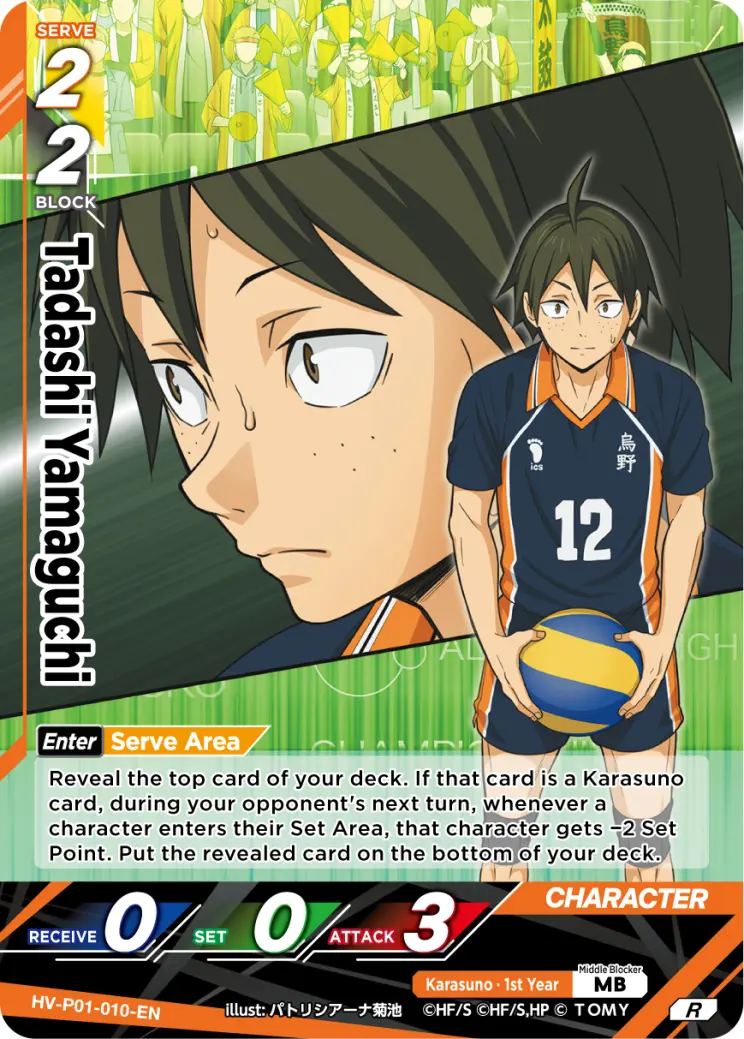 SERVE
2
2
BLOCK
太鼓
Tadashi Yamaguchi
烏野
ics
12
Enter Serve Area
Reveal the top card of your deck. If that card is a Karasuno
card, during your opponent's next turn, whenever a
character enters their Set Area, that character gets −2 Set
Point. Put the revealed card on the bottom of your deck.
CHARACTER
RECEIVE 0 SET 0 ATTACK 3
Middle Blocker
Karasuno · 1st Year MB
HV-P01-010-EN illust: パトリシアーナ菊池 ©HF/S ©HF/S,HP © TOMY R